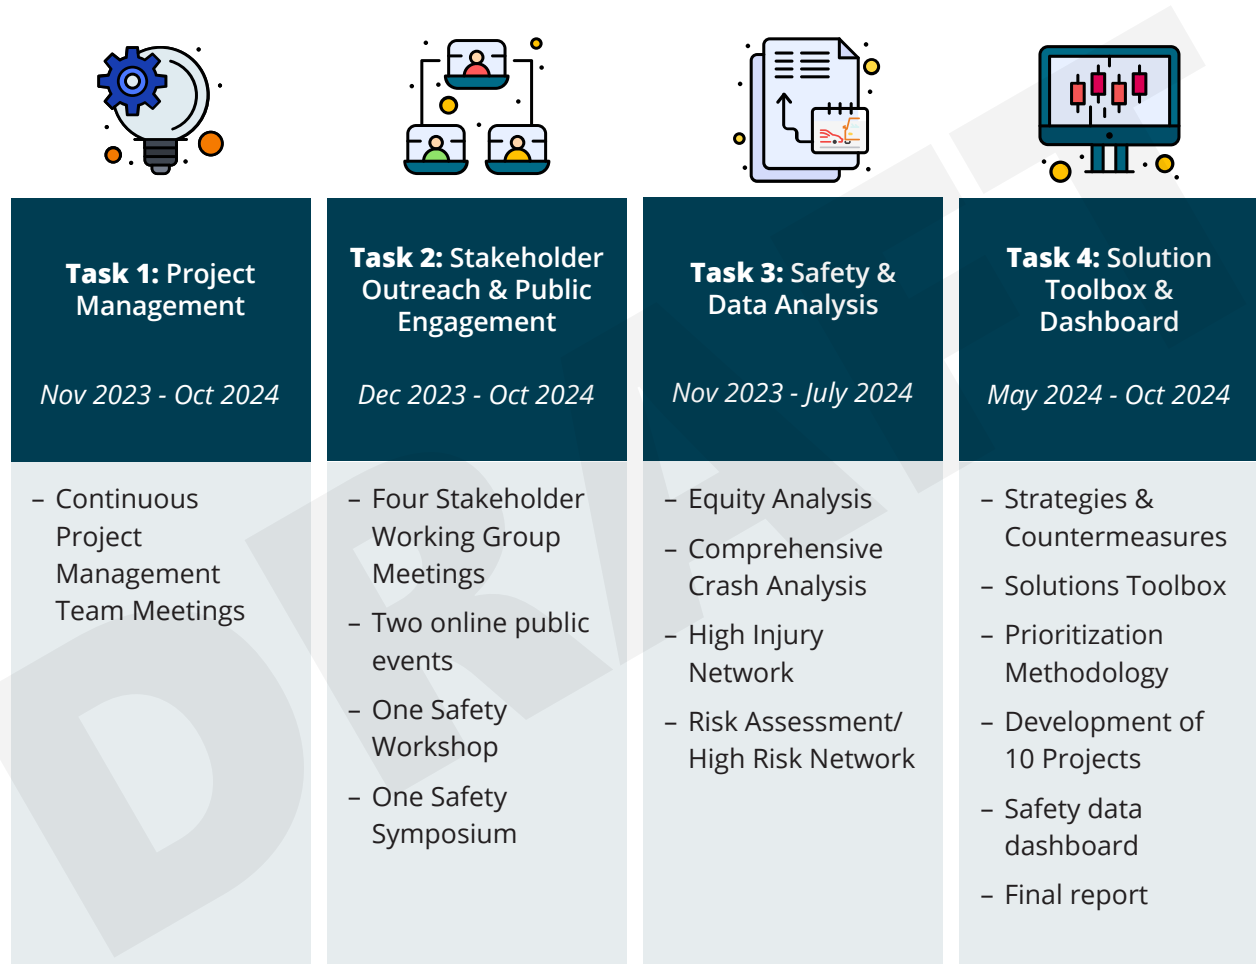 Task 1: Project
Management
Nov 2023 - Oct 2024
– Continuous
Project
Management
Team Meetings
Task 2: Stakeholder
Outreach & Public
Engagement
Dec 2023 - Oct 2024
– Four Stakeholder
Working Group
Meetings
– Two online public
events
– One Safety
Workshop
– One Safety
Symposium
Task 3: Safety &
Data Analysis
Nov 2023 - July 2024
– Equity Analysis
– Comprehensive
Crash Analysis
– High Injury
Network
– Risk Assessment/
High Risk Network
Task 4: Solution
Toolbox &
Dashboard
May 2024 - Oct 2024
– Strategies &
Countermeasures
– Solutions Toolbox
– Prioritization
Methodology
– Development of
10 Projects
– Safety data
dashboard
– Final report
DRAFT